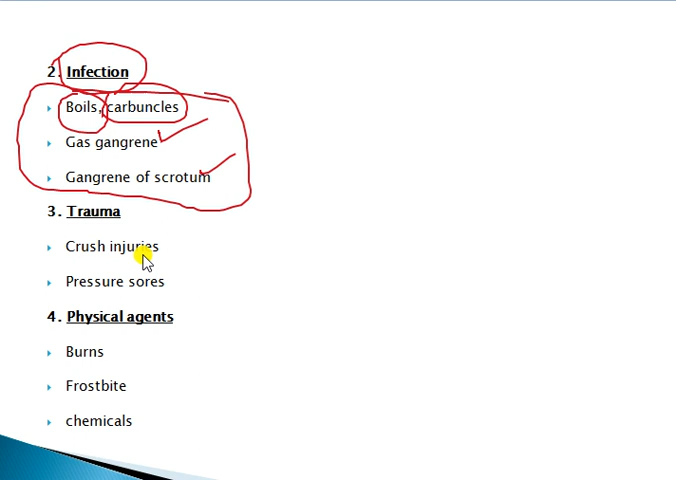 2. Infection
Boils, carbuncles
Gas gangrene
Gangrene of scrotum
3. Trauma
Crush injuries
Pressure sores
4. Physical agents
Burns
Frostbite
chemicals